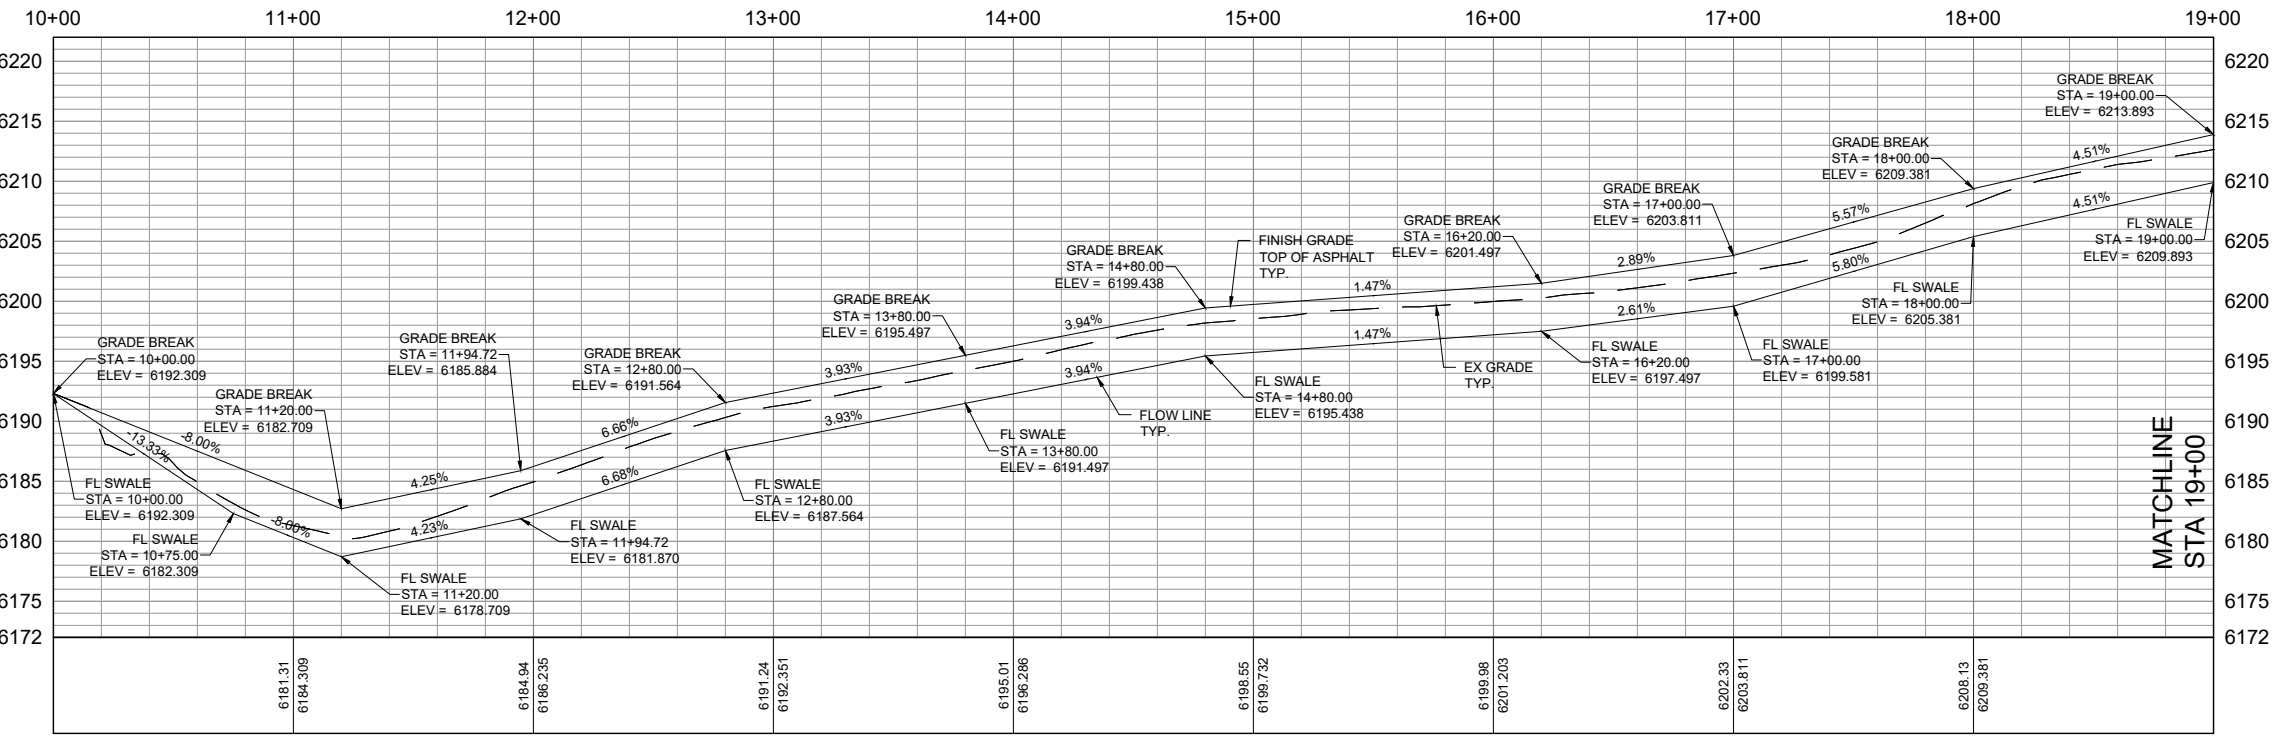 10+00 11+00 12+00 13+00 14+00 15+00 16+00 17+00 18+00 19+00
6220
6215
6210
6205
6200
6195
6190
6185
6180
6175
6172
GRADE BREAK
STA = 10+00.00
ELEV = 6192.309
GRADE BREAK
STA = 11+20.00
ELEV = 6182.709
GRADE BREAK
STA = 11+94.72
ELEV = 6185.884
GRADE BREAK
STA = 12+80.00
ELEV = 6191.564
GRADE BREAK
STA = 13+80.00
ELEV = 6195.497
GRADE BREAK
STA = 14+80.00
ELEV = 6199.438
FINISH GRADE
TOP OF ASPHALT
TYP.
GRADE BREAK
STA = 16+20.00
ELEV = 6201.497
GRADE BREAK
STA = 17+00.00
ELEV = 6203.811
GRADE BREAK
STA = 18+00.00
ELEV = 6209.381
GRADE BREAK
STA = 19+00.00
ELEV = 6213.893
-8.00%
4.25%
6.66%
3.93%
3.94%
1.47%
2.89%
5.57%
4.51%
-13.33%
-8.00%
4.23%
6.68%
3.93%
3.94%
1.47%
2.61%
5.80%
4.51%
FL SWALE
STA = 10+00.00
ELEV = 6192.309
FL SWALE
STA = 10+75.00
ELEV = 6182.309
FL SWALE
STA = 11+20.00
ELEV = 6178.709
FL SWALE
STA = 11+94.72
ELEV = 6181.870
FL SWALE
STA = 12+80.00
ELEV = 6187.564
FL SWALE
STA = 13+80.00
ELEV = 6191.497
FLOW LINE
TYP.
FL SWALE
STA = 14+80.00
ELEV = 6195.438
EX GRADE
TYP.
FL SWALE
STA = 16+20.00
ELEV = 6197.497
FL SWALE
STA = 17+00.00
ELEV = 6199.581
FL SWALE
STA = 18+00.00
ELEV = 6205.381
FL SWALE
STA = 19+00.00
ELEV = 6209.893
MATCHLINE
STA 19+00
6220
6215
6210
6205
6200
6195
6190
6185
6180
6175
6172
6181.31
6184.309
6184.94
6186.235
6191.24
6192.351
6195.01
6196.286
6198.55
6199.732
6199.98
6201.203
6202.33
6203.811
6208.13
6209.381